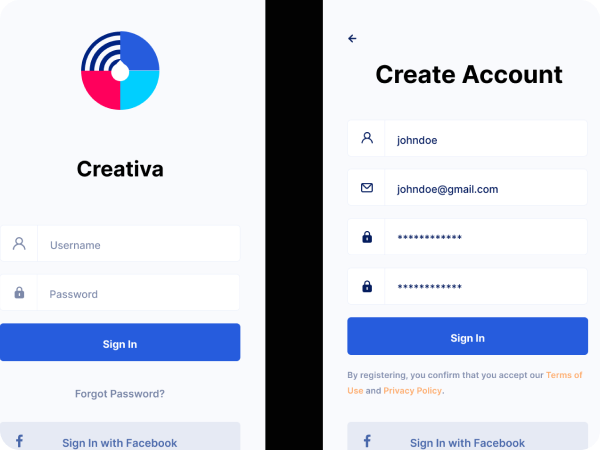 Creativa
Username
Password
Sign In
Forgot Password?
Sign In with Facebook
Create Account
johndoe
johndoe@gmail.com
************
************
Sign In
By registering, you confirm that you accept our Terms of
Use and Privacy Policy.
Sign In with Facebook